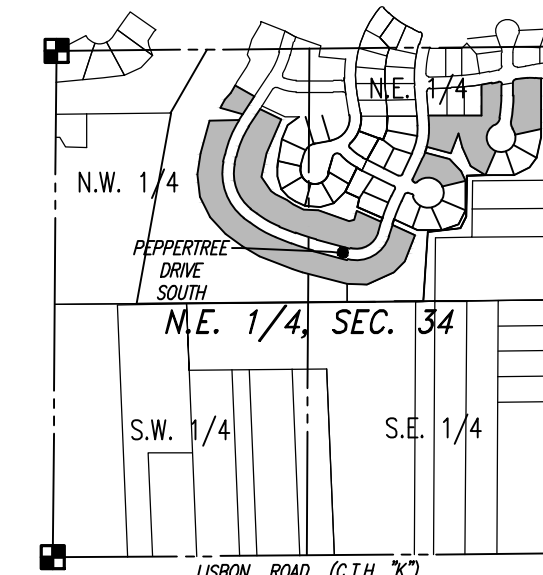 N.E. 1/4
N.W. 1/4
PEPPERTREE
DRIVE
SOUTH
N.E. 1/4, SEC. 34
S.W. 1/4
S.E. 1/4
LISBON ROAD (C.T.H. "K")